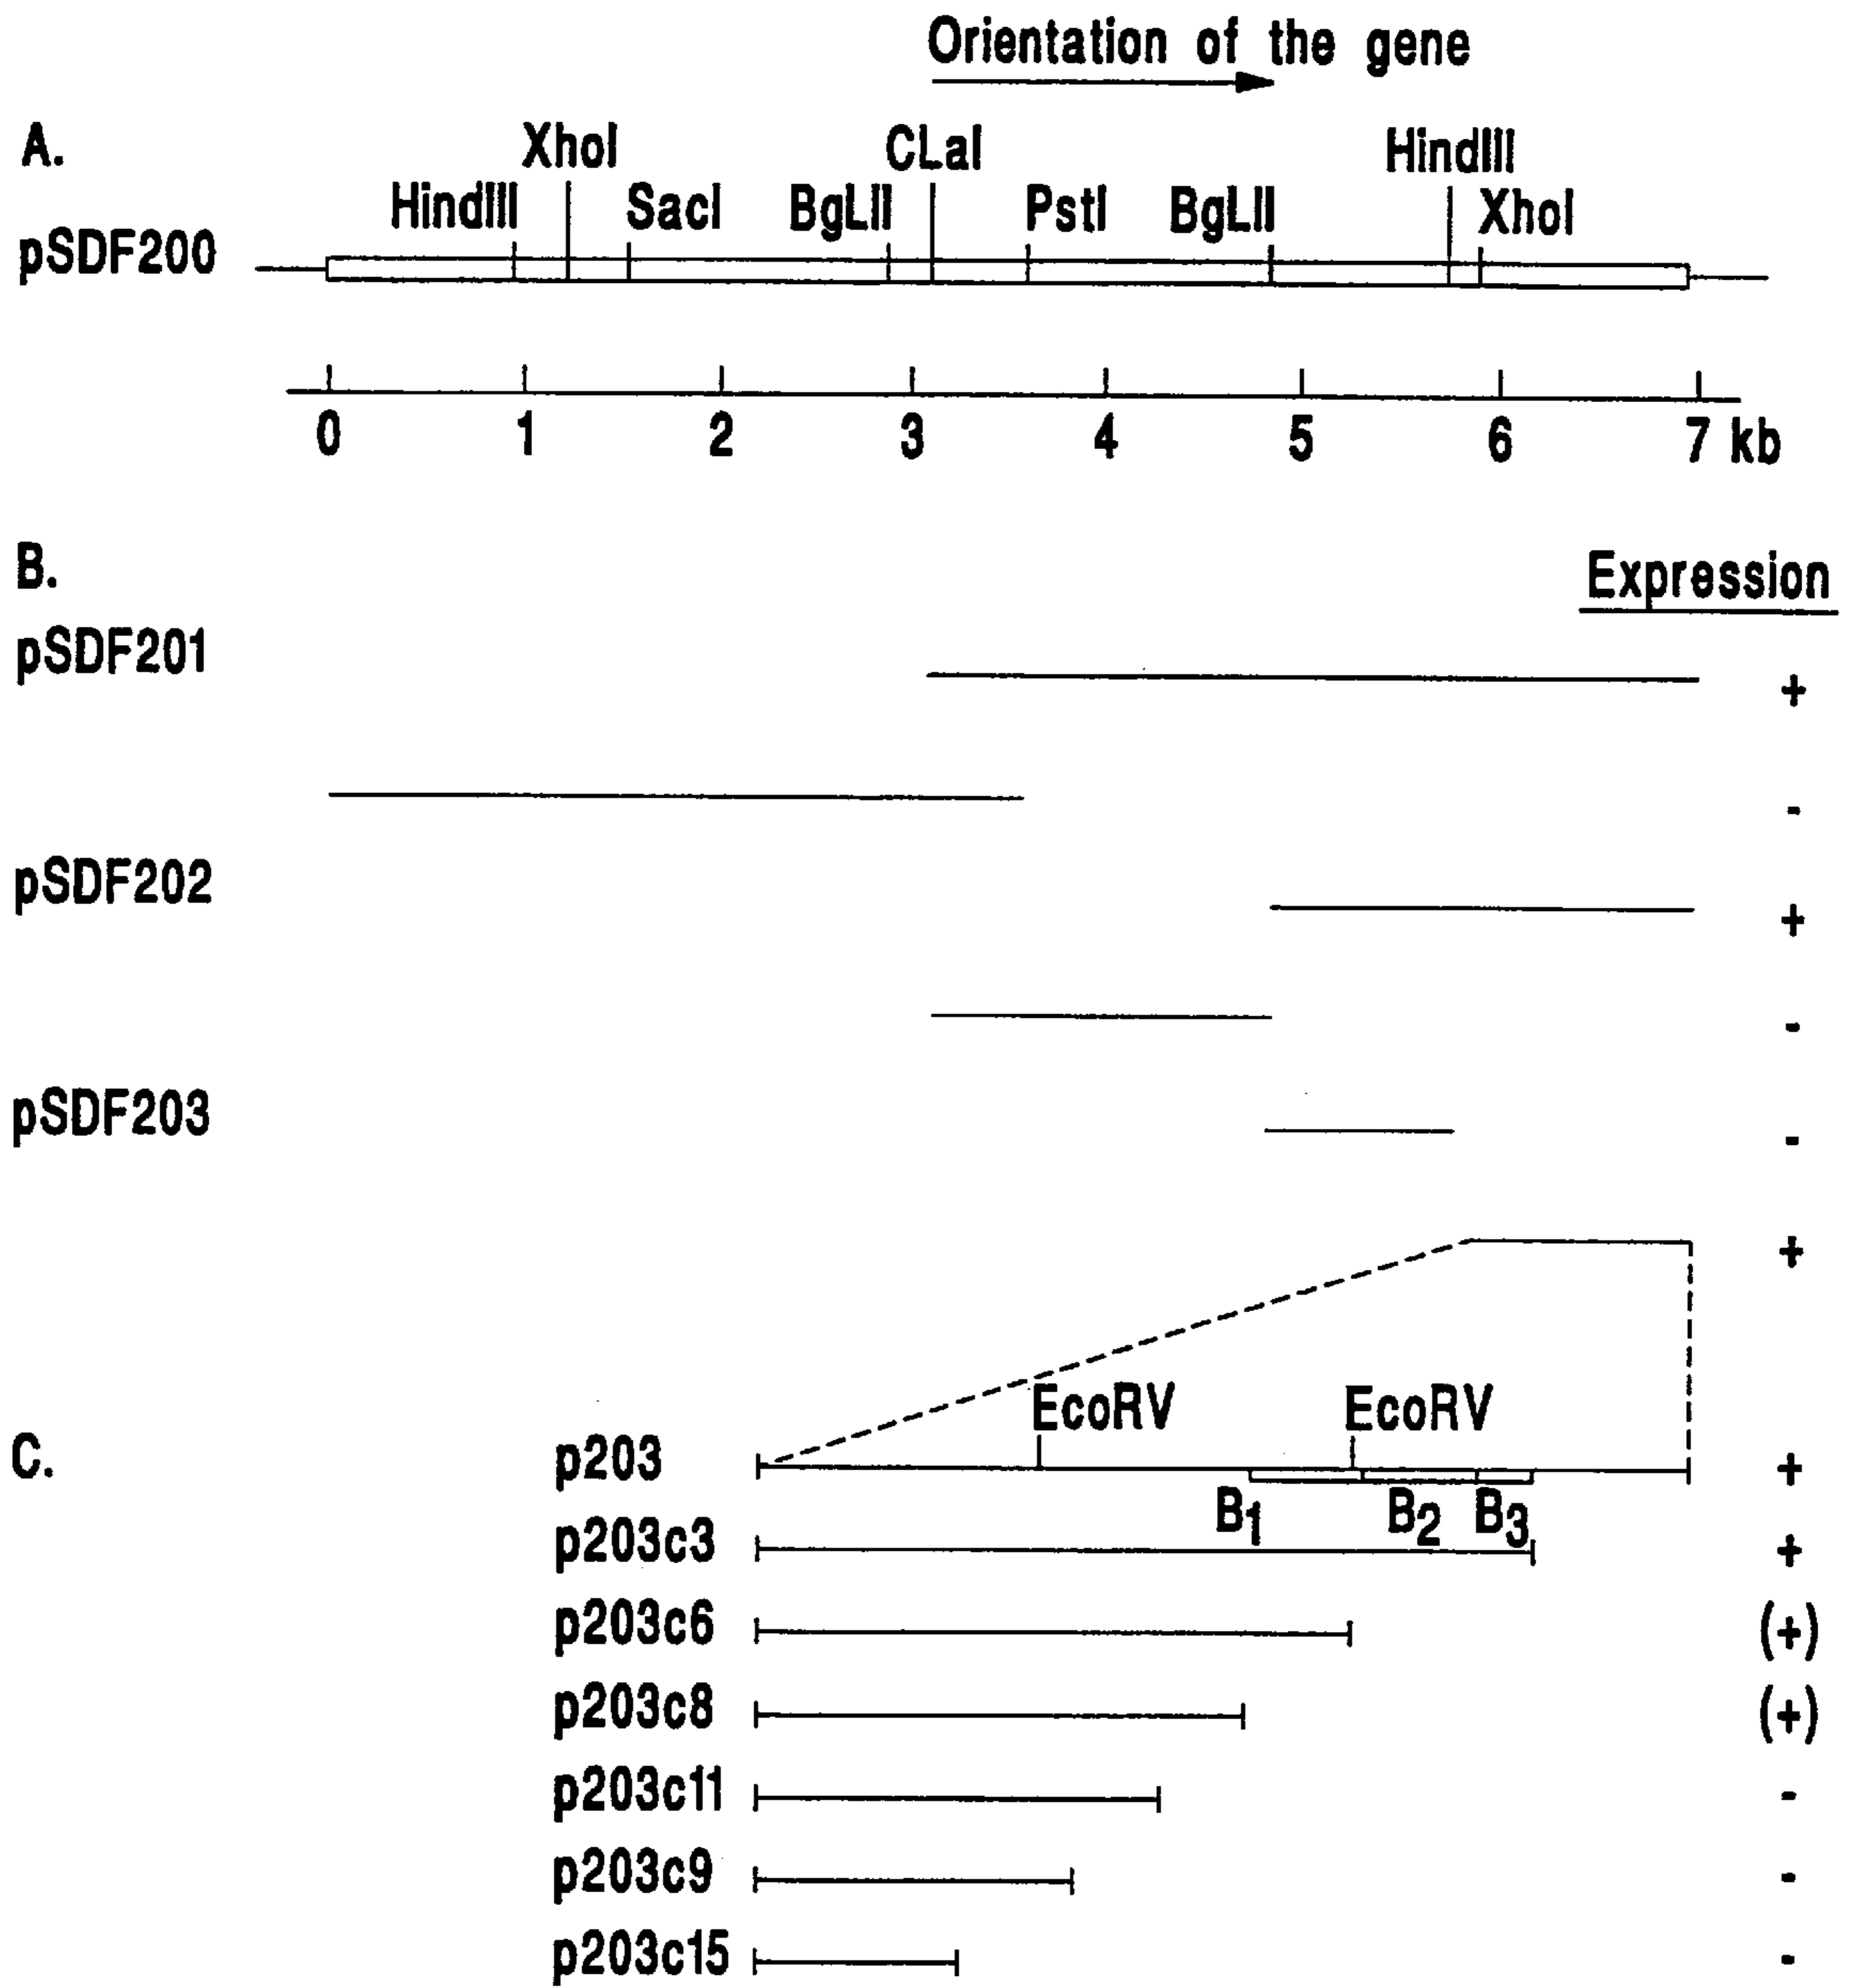 Orientation of the gene
A.
XhoI CLaI HindIII
HindIII SacI BgLII PstI BgLII XhoI
pSDF200
0 1 2 3 4 5 6 7 kb
B.
Expression
pSDF201
+
-
pSDF202
+
-
pSDF203
-
+
EcoRV EcoRV
C. p203 +
B1 B2 B3
p203c3 +
p203c6 (+)
p203c8 (+)
p203c11 -
p203c9 -
p203c15 -